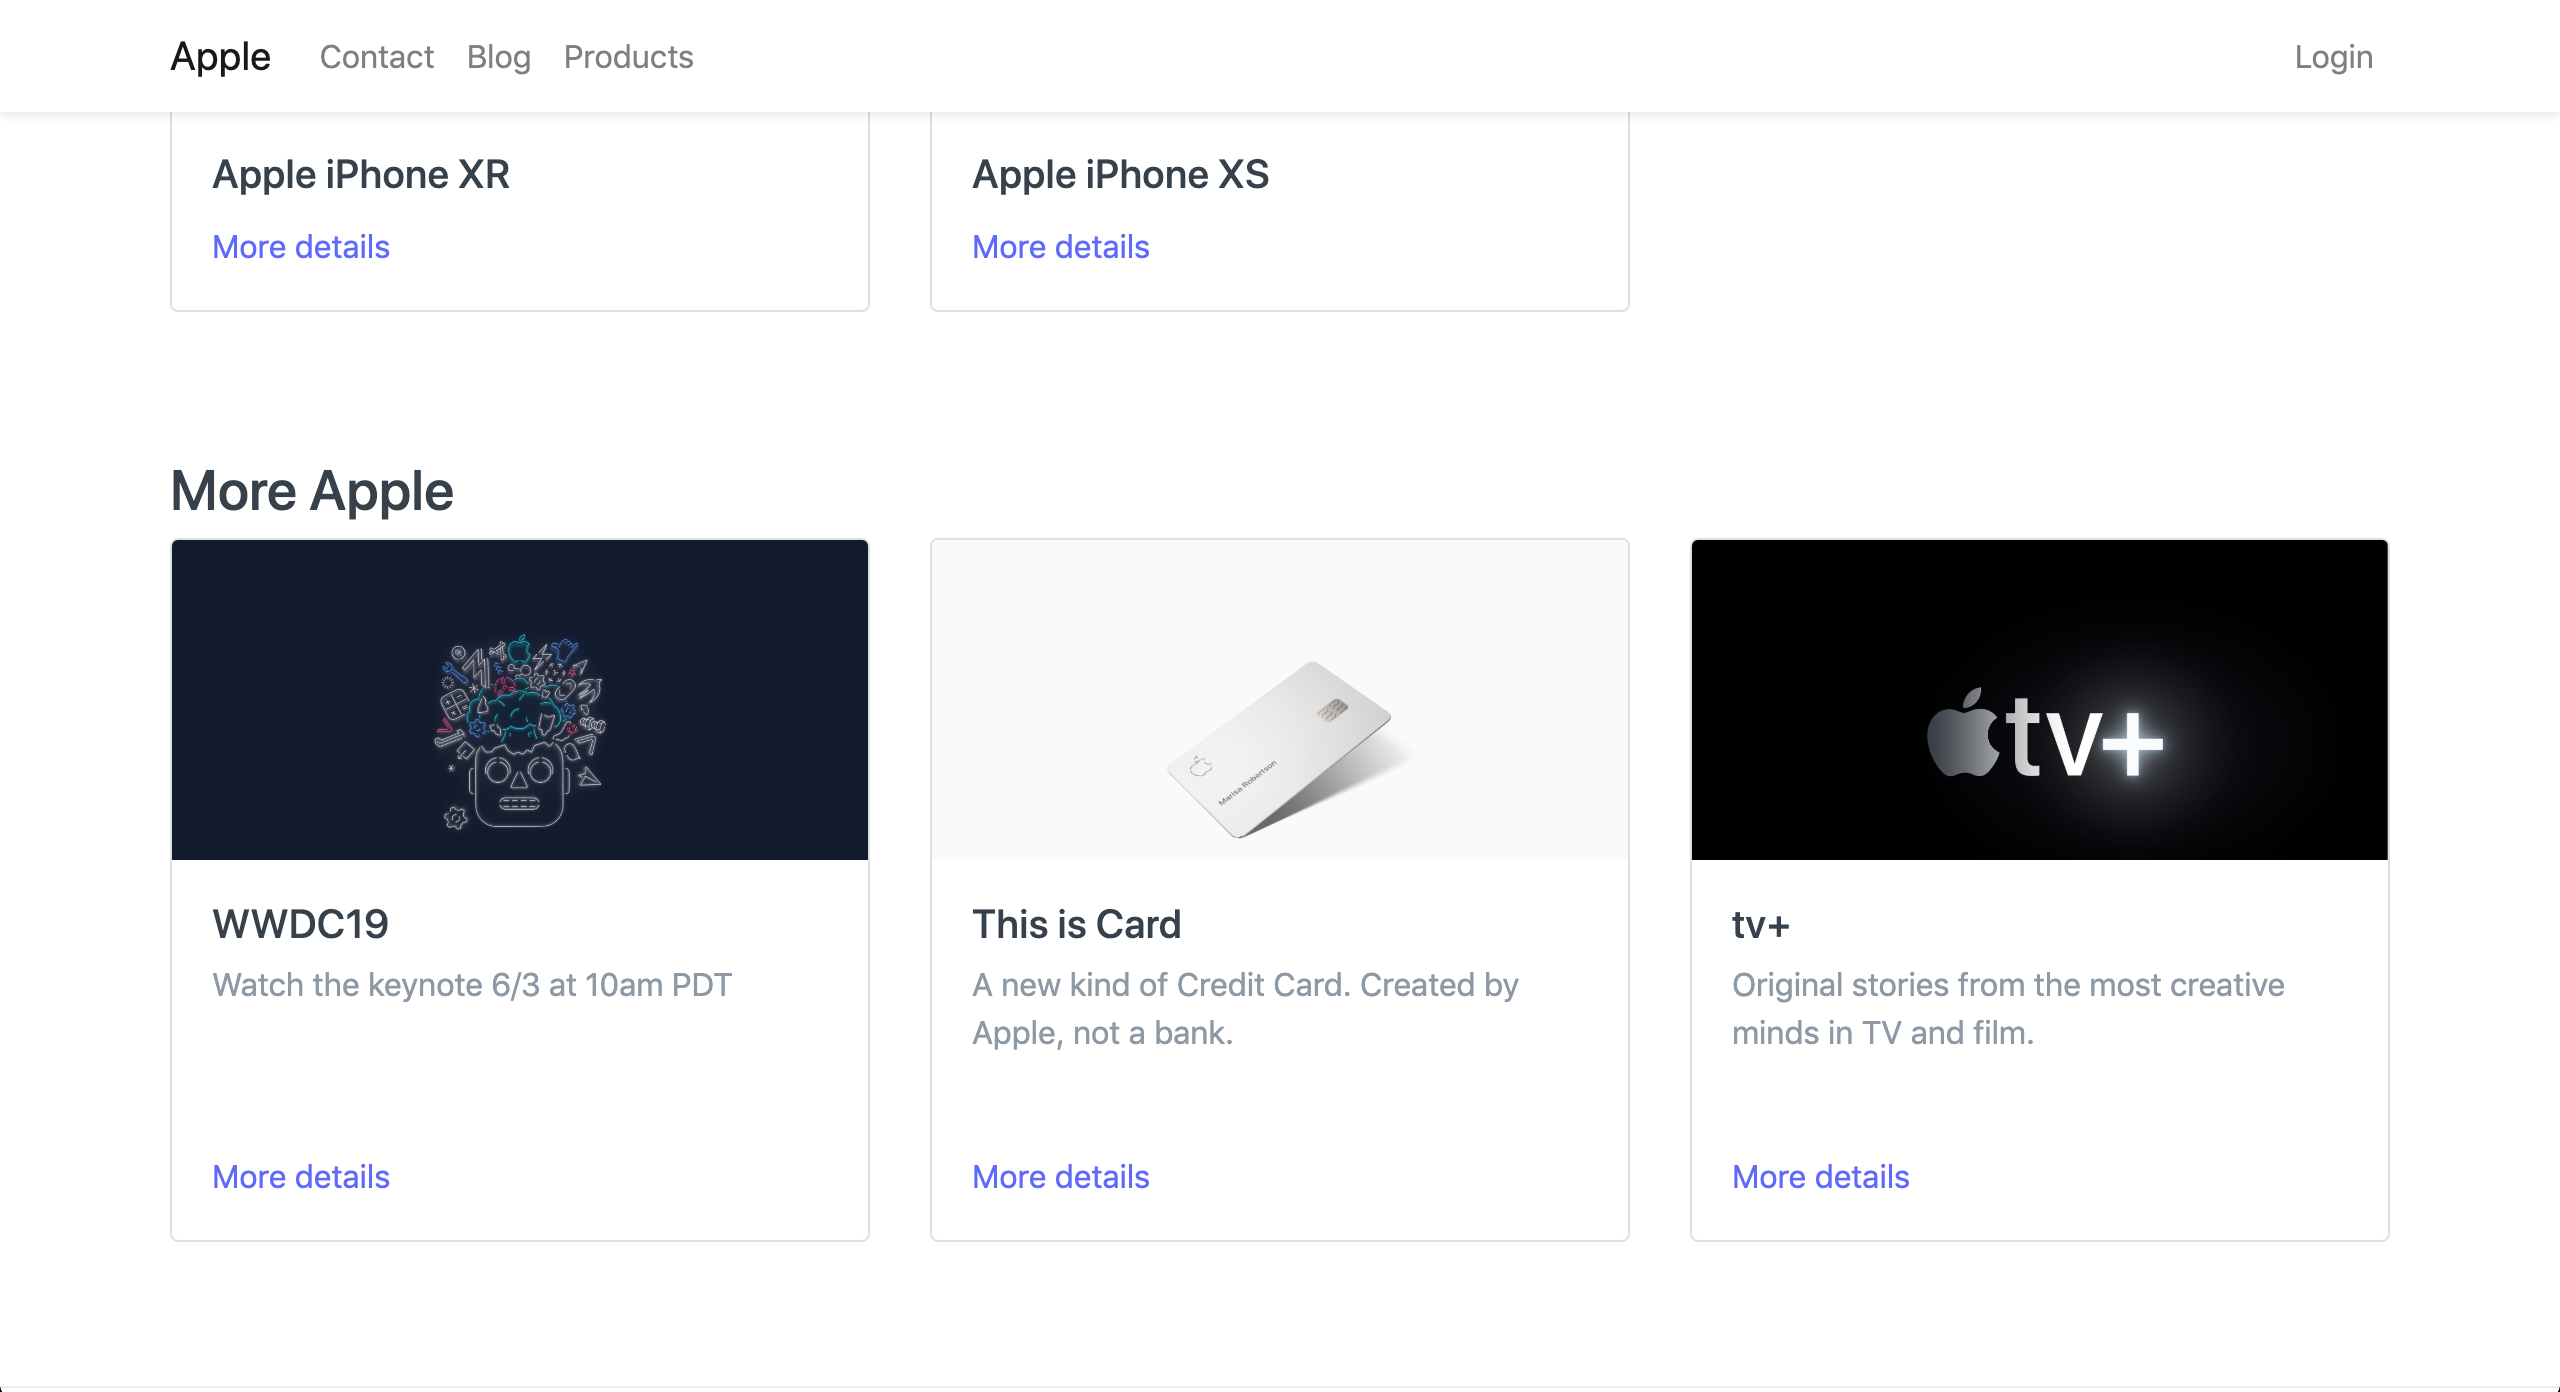 Apple Contact Blog Products Login
Apple iPhone XR
More details
Apple iPhone XS
More details
More Apple
WWDC19
Watch the keynote 6/3 at 10am PDT
More details
Marisa Robertson
This is Card
A new kind of Credit Card. Created by
Apple, not a bank.
More details
tv+
tv+
Original stories from the most creative
minds in TV and film.
More details